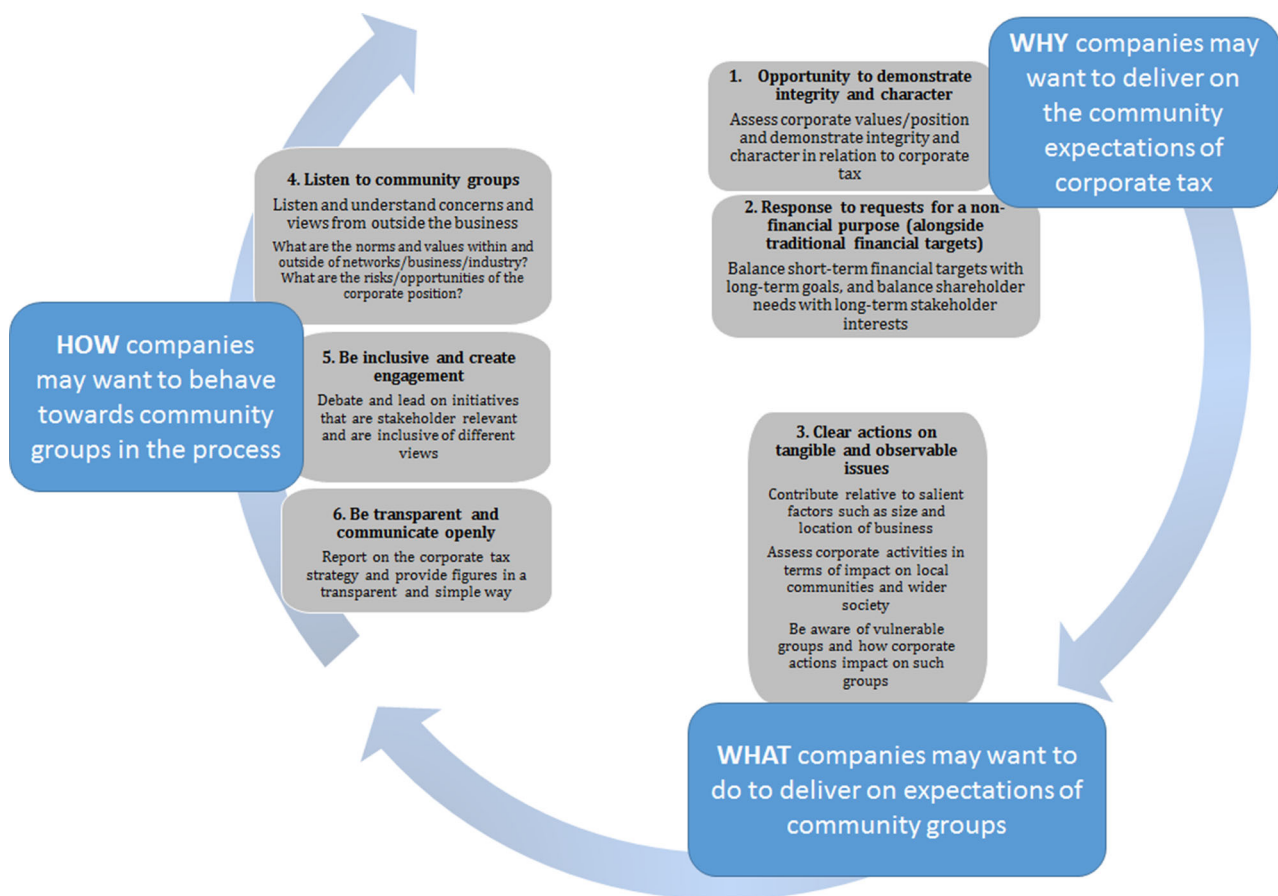 WHY companies may
want to deliver on
the community
expectations of
corporate tax
1. Opportunity to demonstrate
integrity and character
Assess corporate values/position
and demonstrate integrity and
character in relation to corporate
tax
2. Response to requests for a non-
financial purpose (alongside
traditional financial targets)
Balance short-term financial targets with
long-term goals, and balance shareholder
needs with long-term stakeholder
interests
3. Clear actions on
tangible and observable
issues
Contribute relative to salient
factors such as size and
location of business
Assess corporate activities in
terms of impact on local
communities and wider
society
Be aware of vulnerable
groups and how corporate
actions impact on such
groups
WHAT companies may want to
do to deliver on expectations of
community groups
HOW companies
may want to behave
towards community
groups in the process
4. Listen to community groups
Listen and understand concerns and
views from outside the business
What are the norms and values within and
outside of networks/business/industry?
What are the risks/opportunities of the
corporate position?
5. Be inclusive and create
engagement
Debate and lead on initiatives
that are stakeholder relevant
and are inclusive of different
views
6. Be transparent and
communicate openly
Report on the corporate tax
strategy and provide figures in a
transparent and simple way